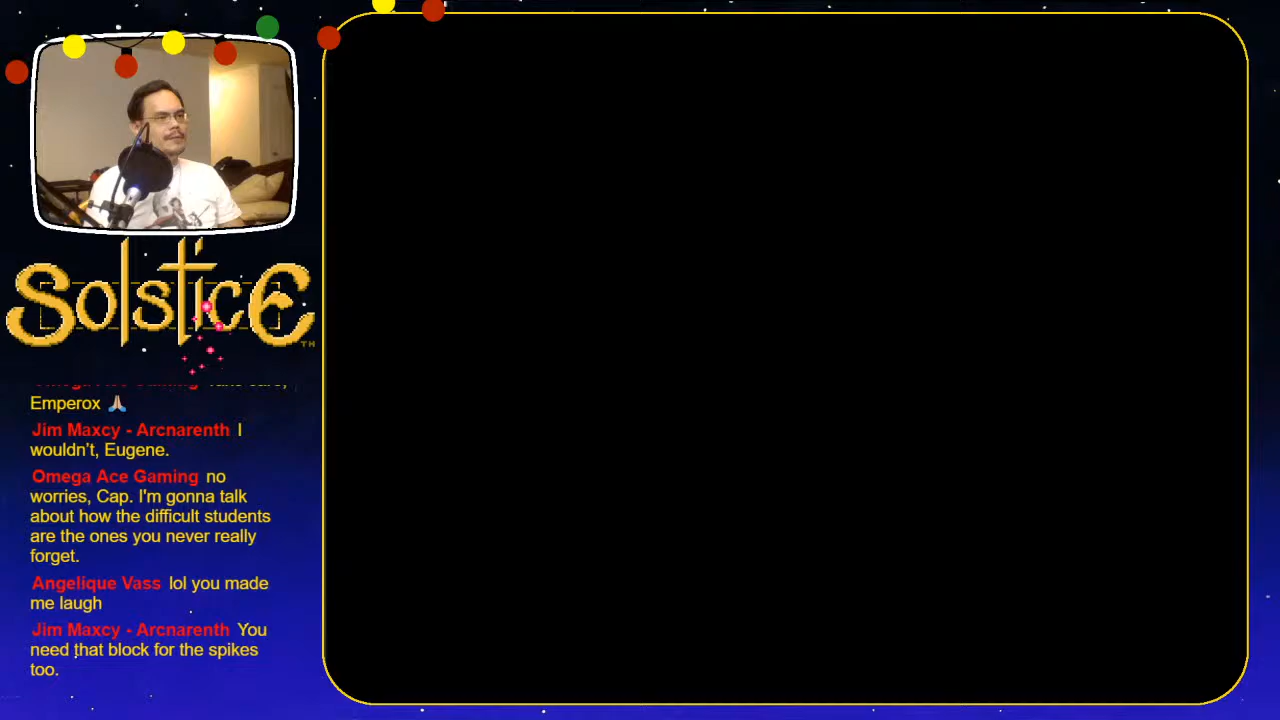 Solstice
TM
Emperox 🙏🏼
Jim Maxcy - Arcnarenth I
wouldn't, Eugene.
Omega Ace Gaming no
worries, Cap. I'm gonna talk
about how the difficult students
are the ones you never really
forget.
Angelique Vass lol you made
me laugh
Jim Maxcy - Arcnarenth You
need that block for the spikes
too.